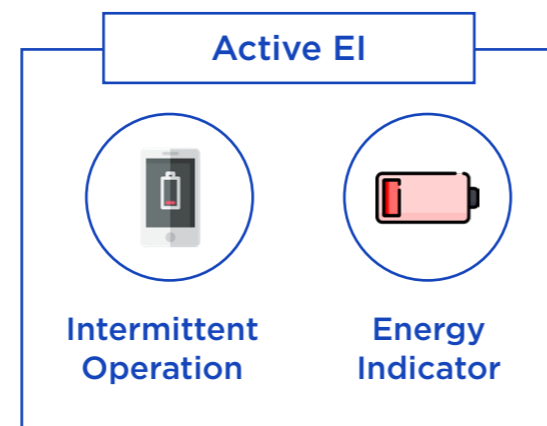 Active EI
Intermittent
Operation
Energy
Indicator